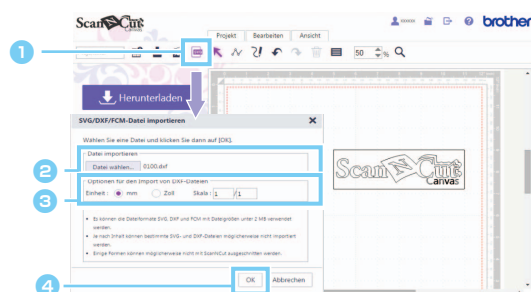 Scan N Cut
Canvas
brother
Projekt Bearbeiten Ansicht
1
50 %
Herunterladen
SVG/DXF/FCM-Datei importieren
Wählen Sie eine Datei und klicken Sie dann auf [OK].
2
Datei importieren
Datei wählen... 0100.dxf
3
Optionen für den Import von DXF-Dateien
Einheit : mm Zoll Skala : 1 /1
• Es können die Dateiformate SVG, DXF und FCM mit Dateigrößen unter 2 MB verwendet
werden.
• Je nach Inhalt können bestimmte SVG- und DXF-Dateien möglicherweise nicht importiert
werden.
• Einige Formen können möglicherweise nicht mit ScanNCut ausgeschnitten werden.
4
OK Abbrechen
Scan N Cut
Canvas